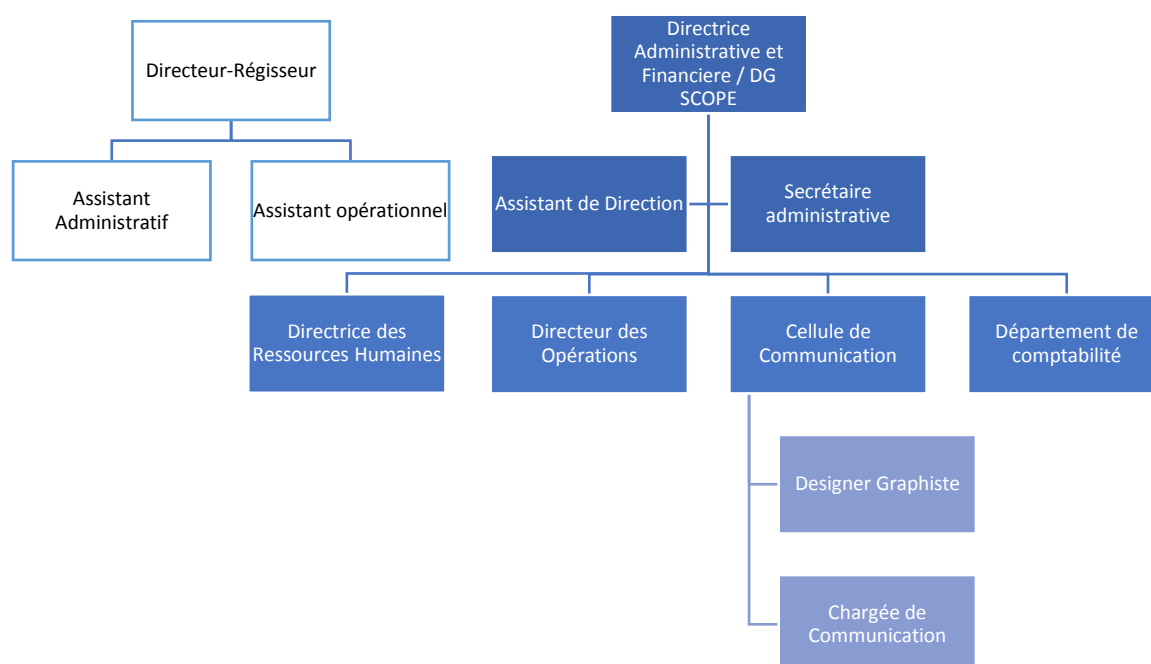 Directeur-Régisseur
Directrice
Administrative et
Financiere / DG
SCOPE
Assistant
Administratif
Assistant opérationnel
Assistant de Direction
Secrétaire
administrative
Directrice des
Ressources Humaines
Directeur des
Opérations
Cellule de
Communication
Département de
comptabilité
Designer Graphiste
Chargée de
Communication